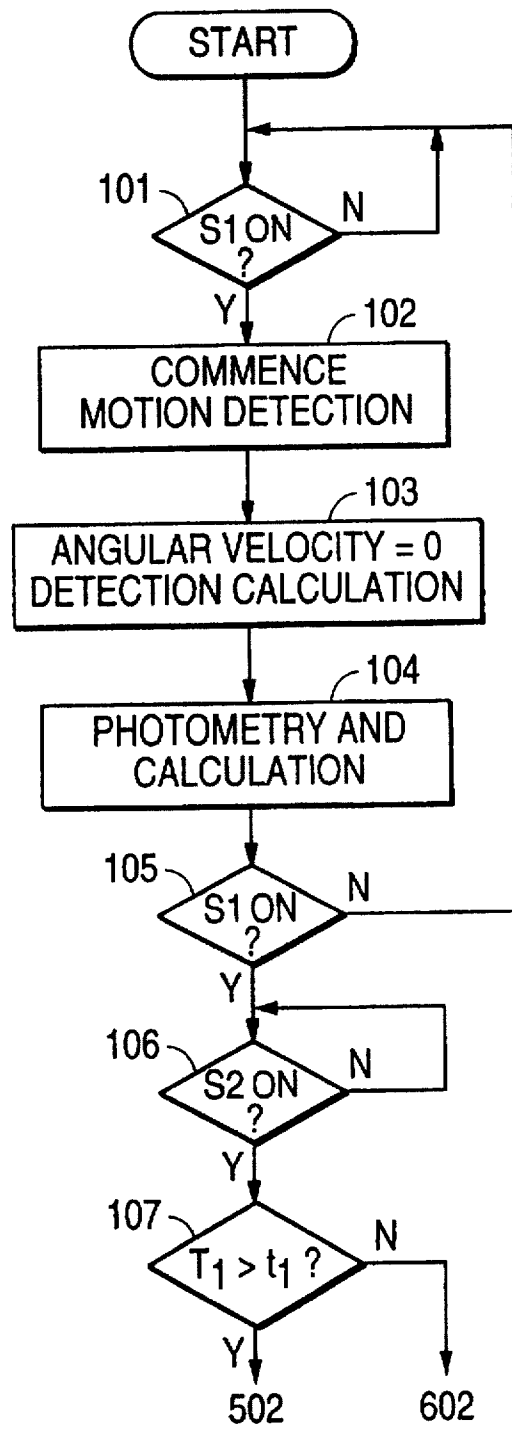 START
101
S1 ON
?
N
Y
102
COMMENCE
MOTION DETECTION
103
ANGULAR VELOCITY = 0
DETECTION CALCULATION
104
PHOTOMETRY AND
CALCULATION
105
S1 ON
?
N
Y
106
S2 ON
?
N
Y
107
T1 > t1 ?
N
Y
502
602